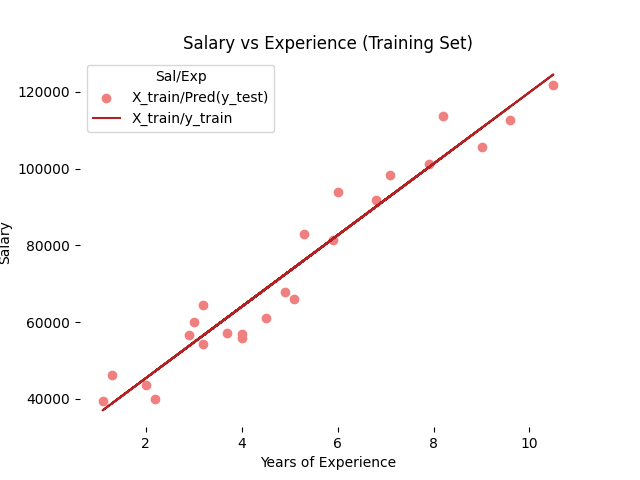 Salary vs Experience (Training Set)
Sal/Exp
X_train/Pred(y_test)
X_train/y_train
120000
100000
80000
60000
40000
Salary
2 4 6 8 10
Years of Experience